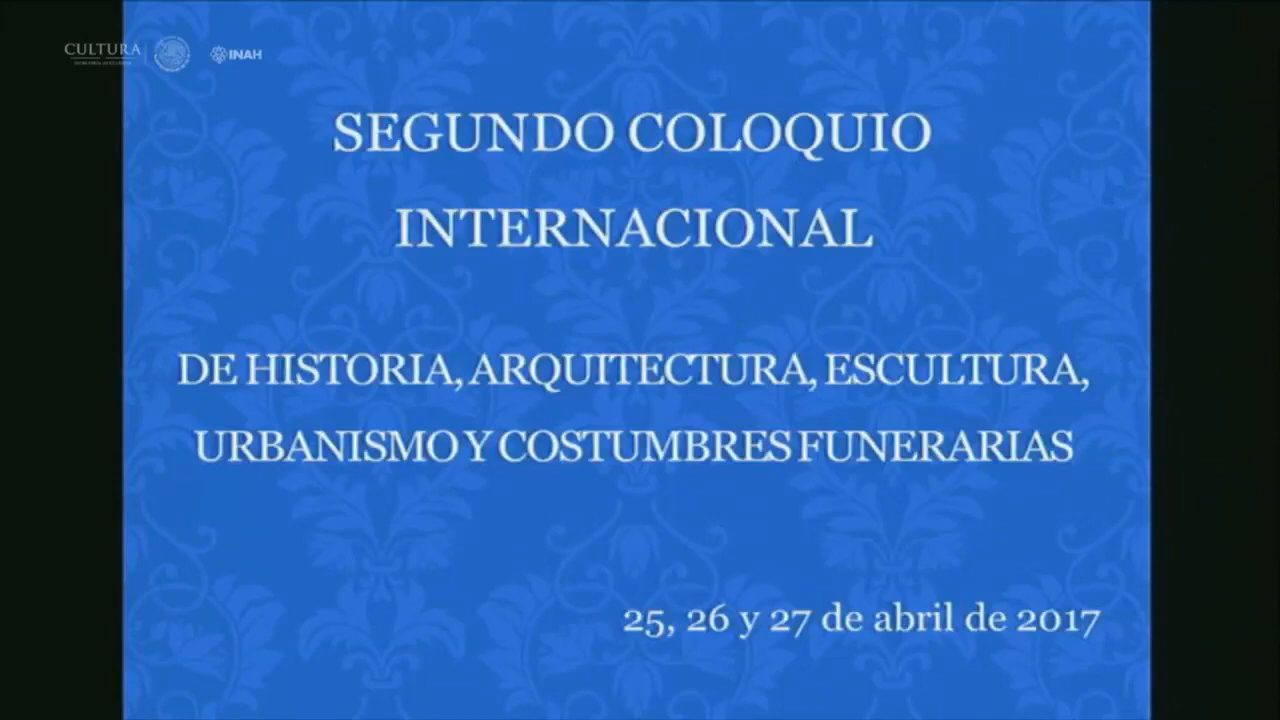 CULTURA
INAH
SEGUNDO COLOQUIO
INTERNACIONAL
DE HISTORIA, ARQUITECTURA, ESCULTURA,
URBANISMO Y COSTUMBRES FUNERARIAS
25, 26 y 27 de abril de 2017